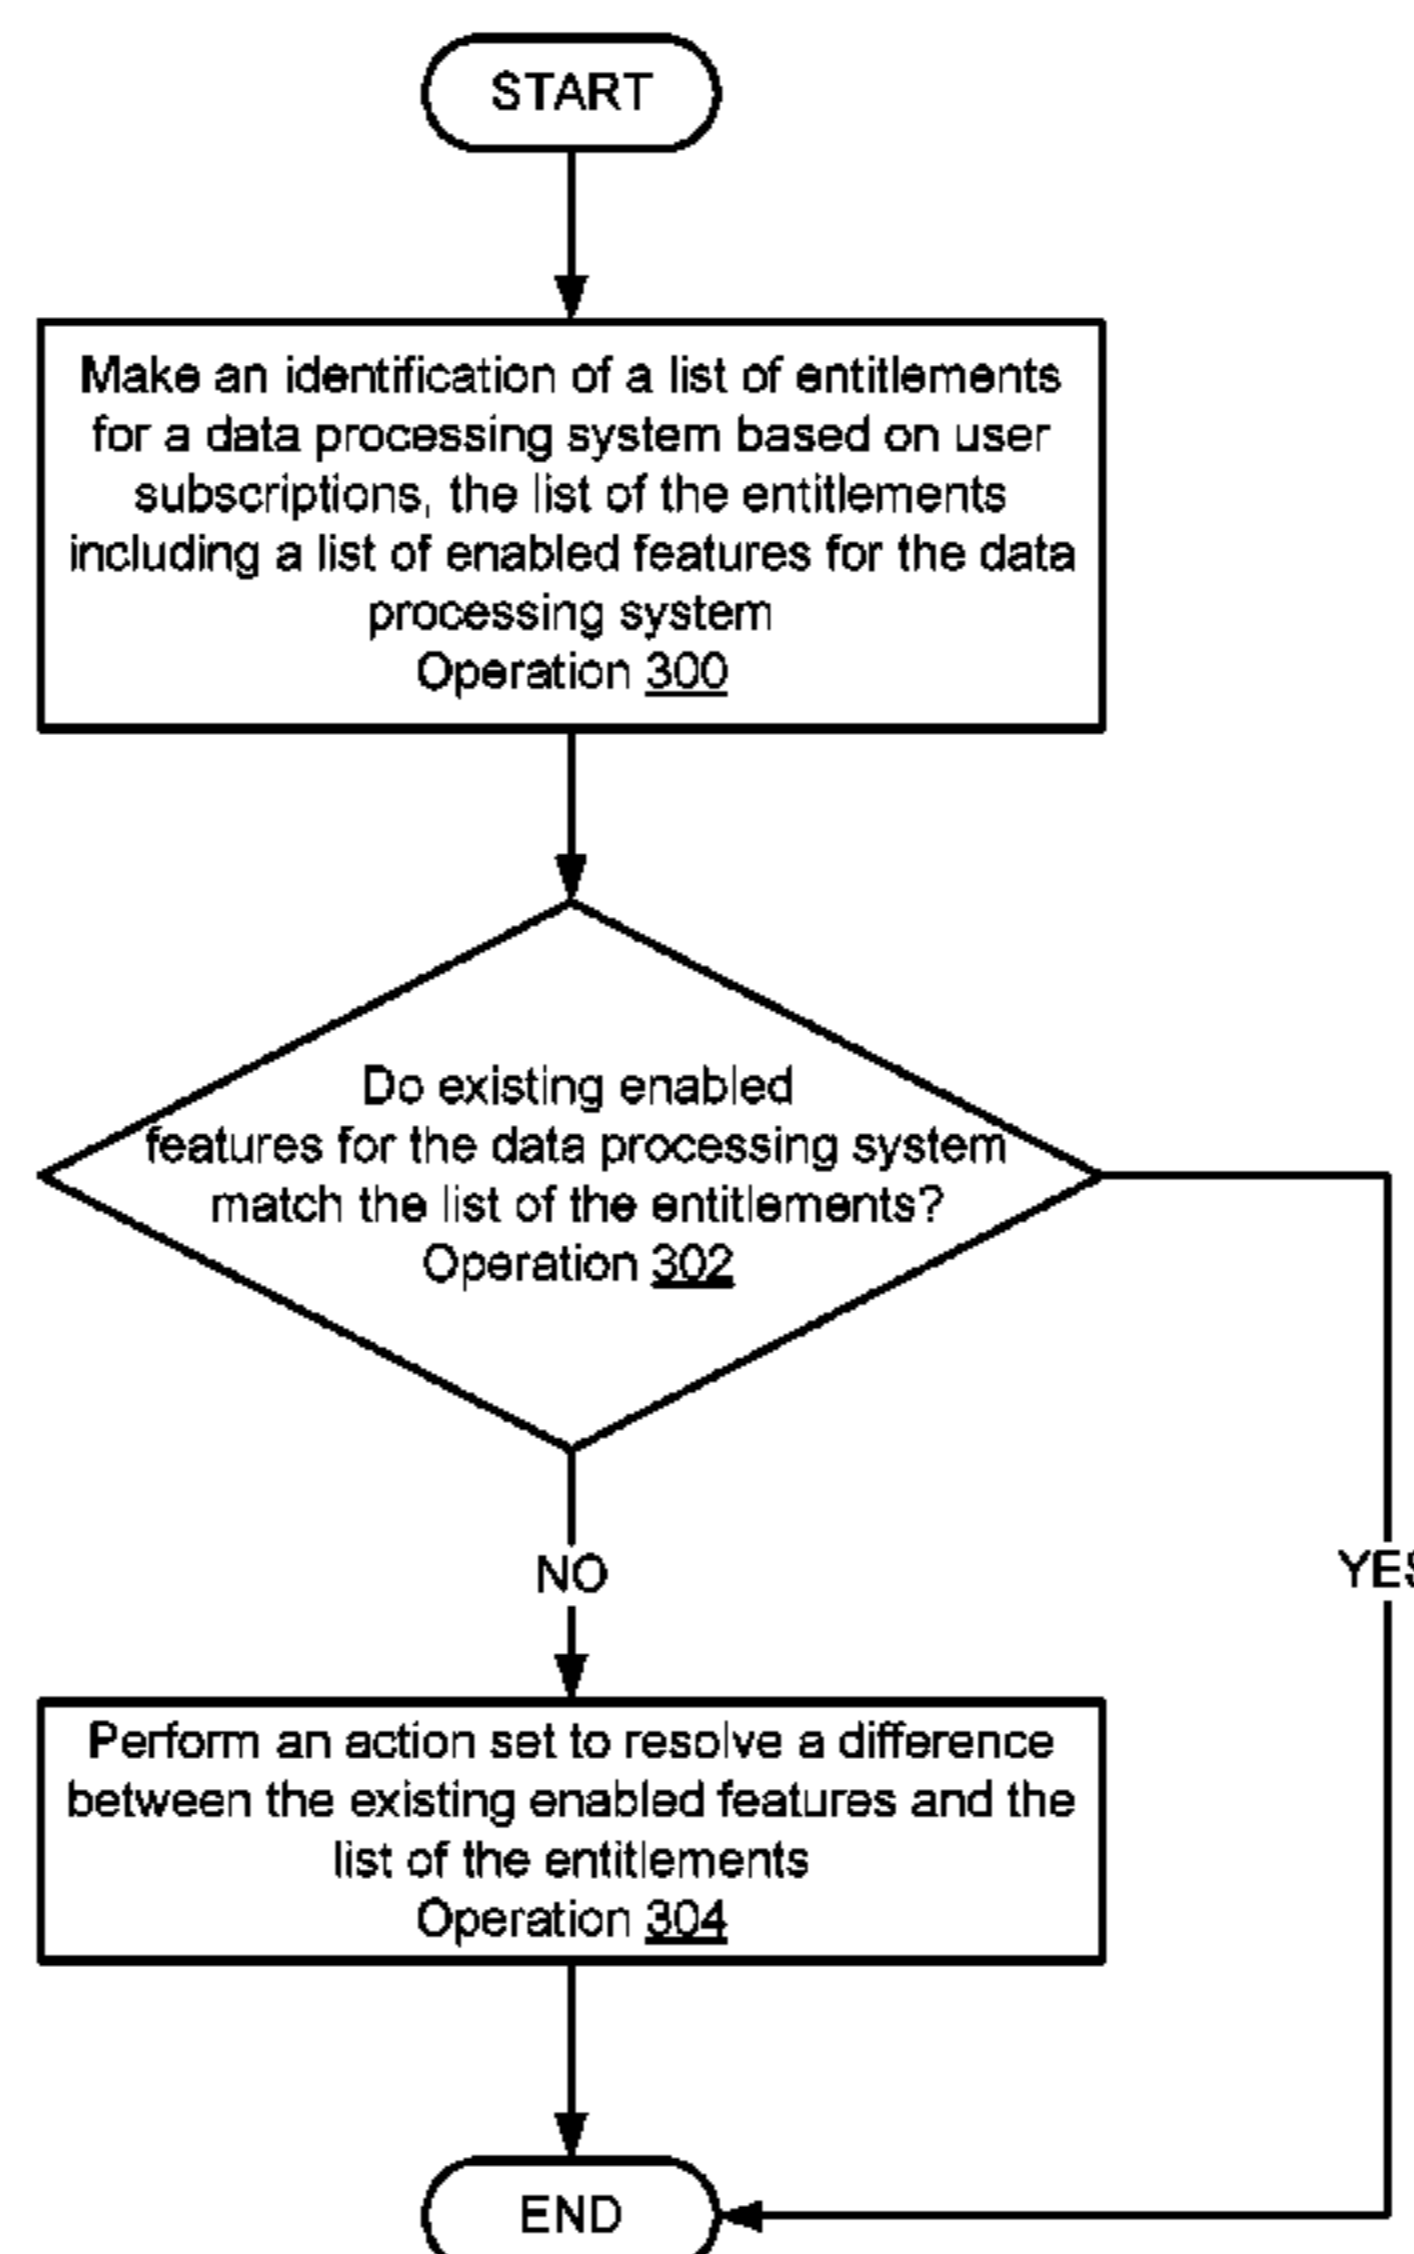 START
Make an identification of a list of entitlements
for a data processing system based on user
subscriptions, the list of the entitlements
including a list of enabled features for the data
processing system
Operation 300
Do existing enabled
features for the data processing system
match the list of the entitlements?
Operation 302
NO
YES
Perform an action set to resolve a difference
between the existing enabled features and the
list of the entitlements
Operation 304
END